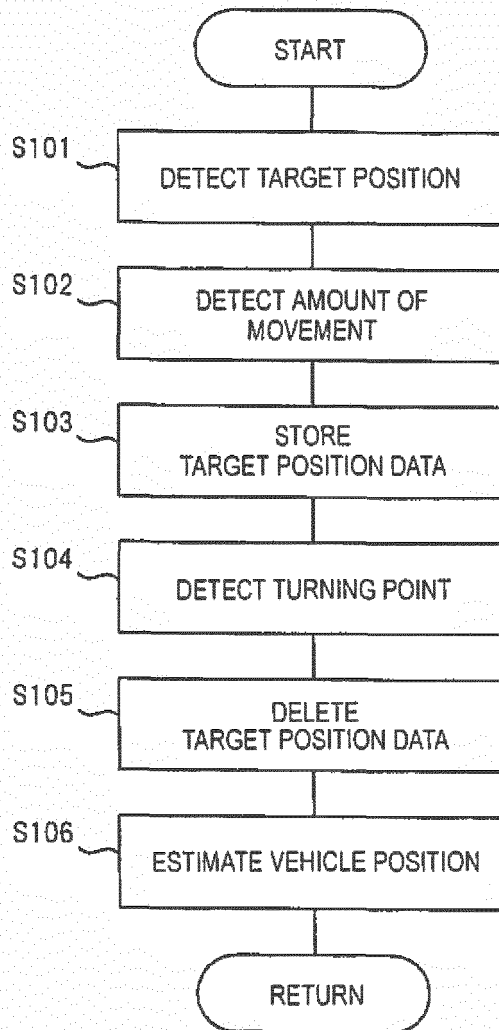 START
S101
DETECT TARGET POSITION
S102
DETECT AMOUNT OF
MOVEMENT
S103
STORE
TARGET POSITION DATA
S104
DETECT TURNING POINT
S105
DELETE
TARGET POSITION DATA
S106
ESTIMATE VEHICLE POSITION
RETURN